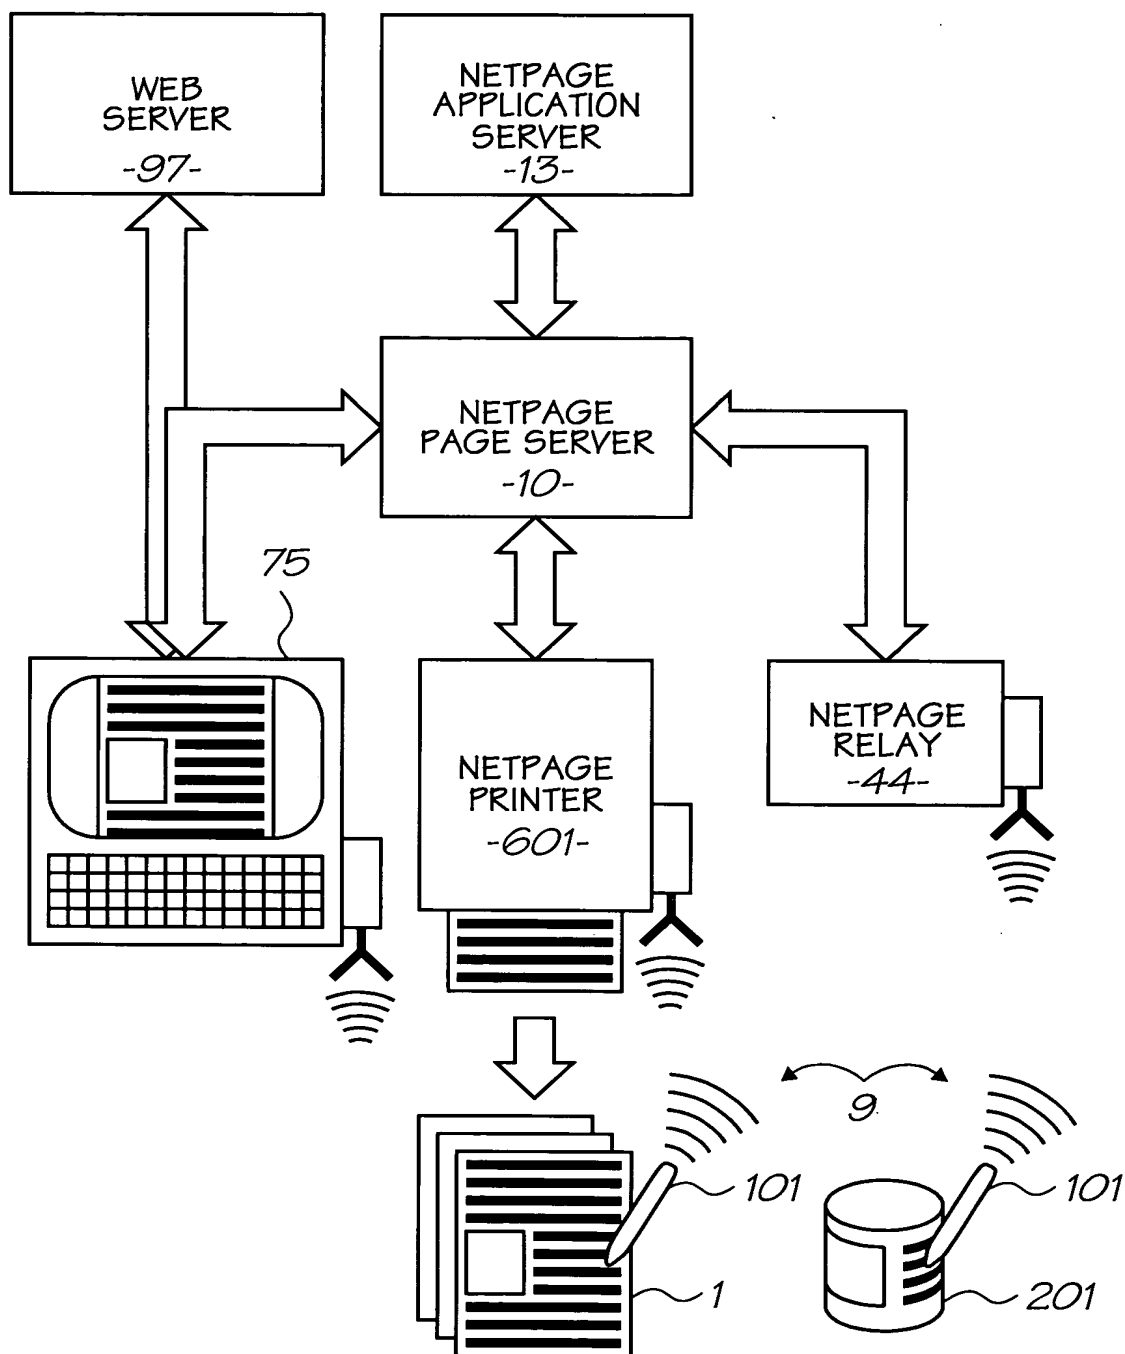 WEB
SERVER
-97-
NETPAGE
APPLICATION
SERVER
-13-
NETPAGE
PAGE SERVER
-10-
75
NETPAGE
PRINTER
-601-
NETPAGE
RELAY
-44-
9
101
101
1
201